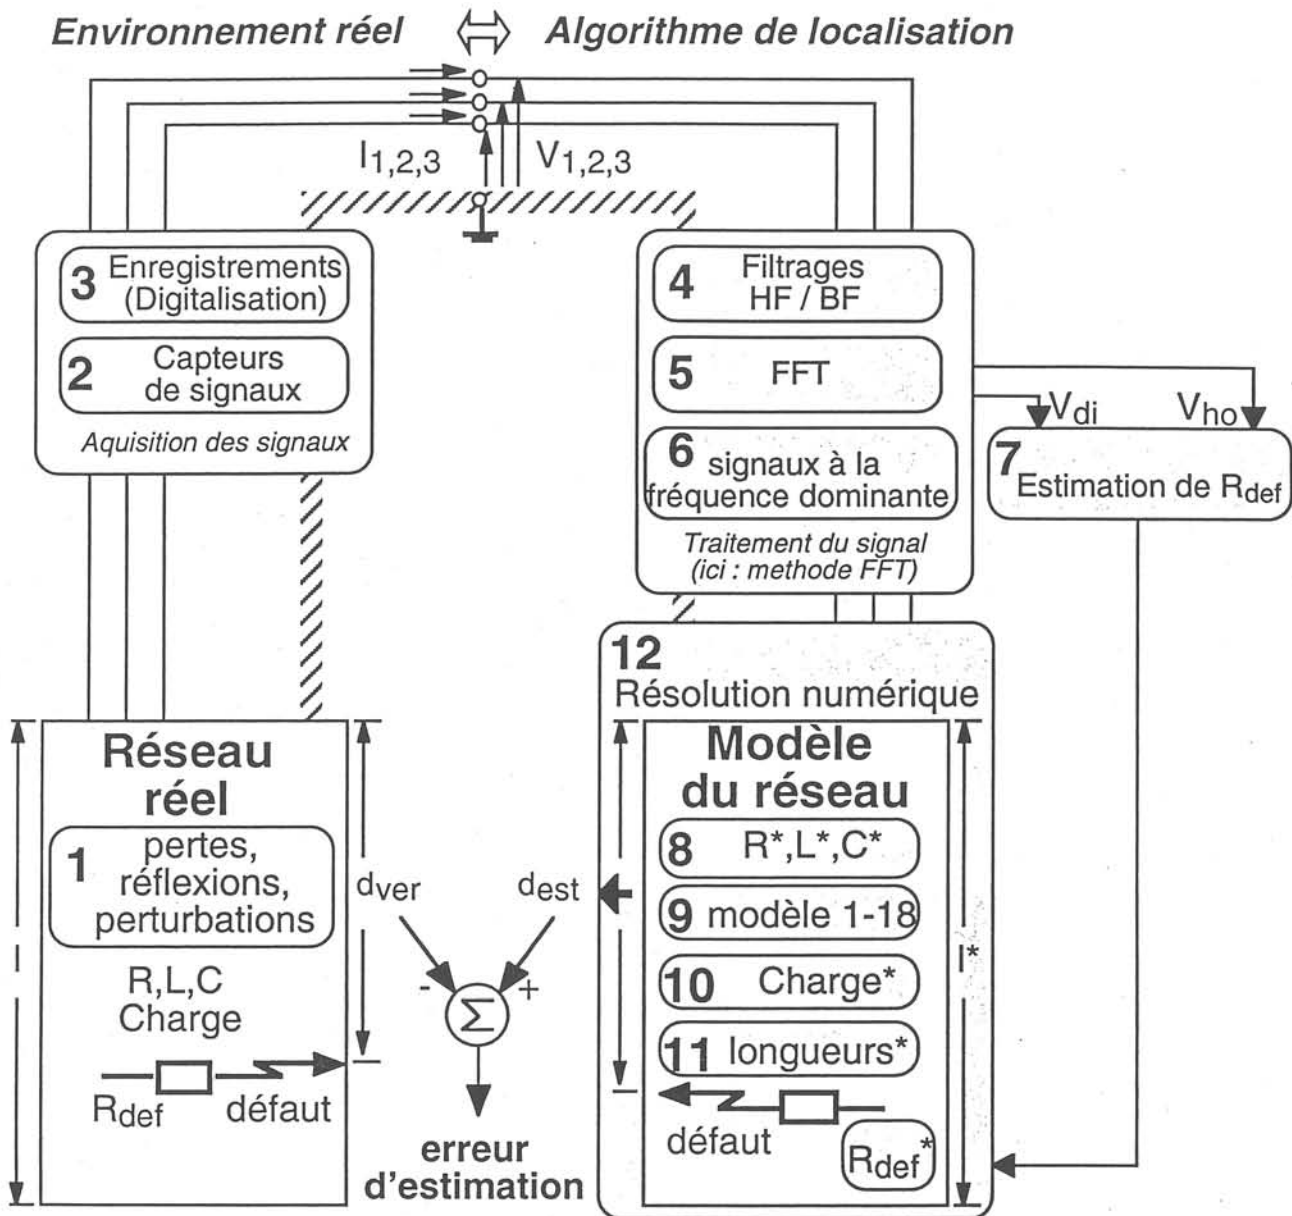 Environnement réel
Algorithme de localisation
I1,2,3
V1,2,3
3 Enregistrements
(Digitalisation)
2 Capteurs
de signaux
Aquisition des signaux
4 Filtrages
HF / BF
5 FFT
6 signaux à la
fréquence dominante
Traitement du signal
(ici : methode FFT)
Vdi
Vho
7 Estimation de Rdef
12
Résolution numérique
Réseau
réel
1 pertes,
réflexions,
perturbations
R,L,C
Charge
Rdef
défaut
l
dver
dest
-
+
Σ
erreur
d'estimation
Modèle
du réseau
8 R*,L*,C*
9 modèle 1-18
10 Charge*
11 longueurs*
défaut
Rdef*
l*